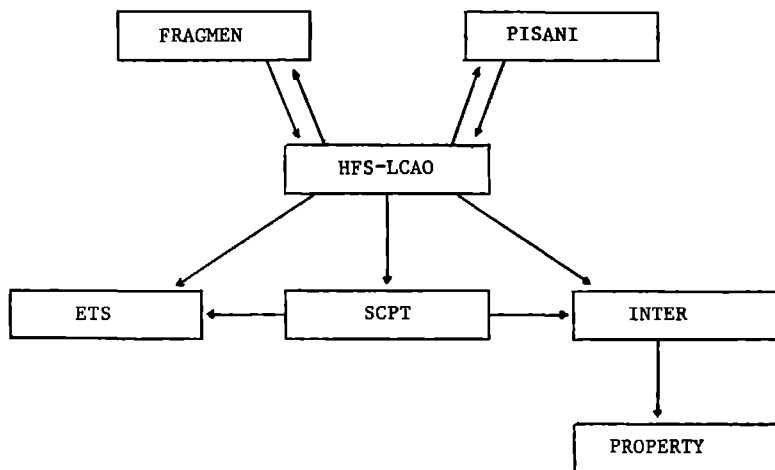 FRAGMEN
PISANI
HFS-LCAO
ETS
SCPT
INTER
PROPERTY